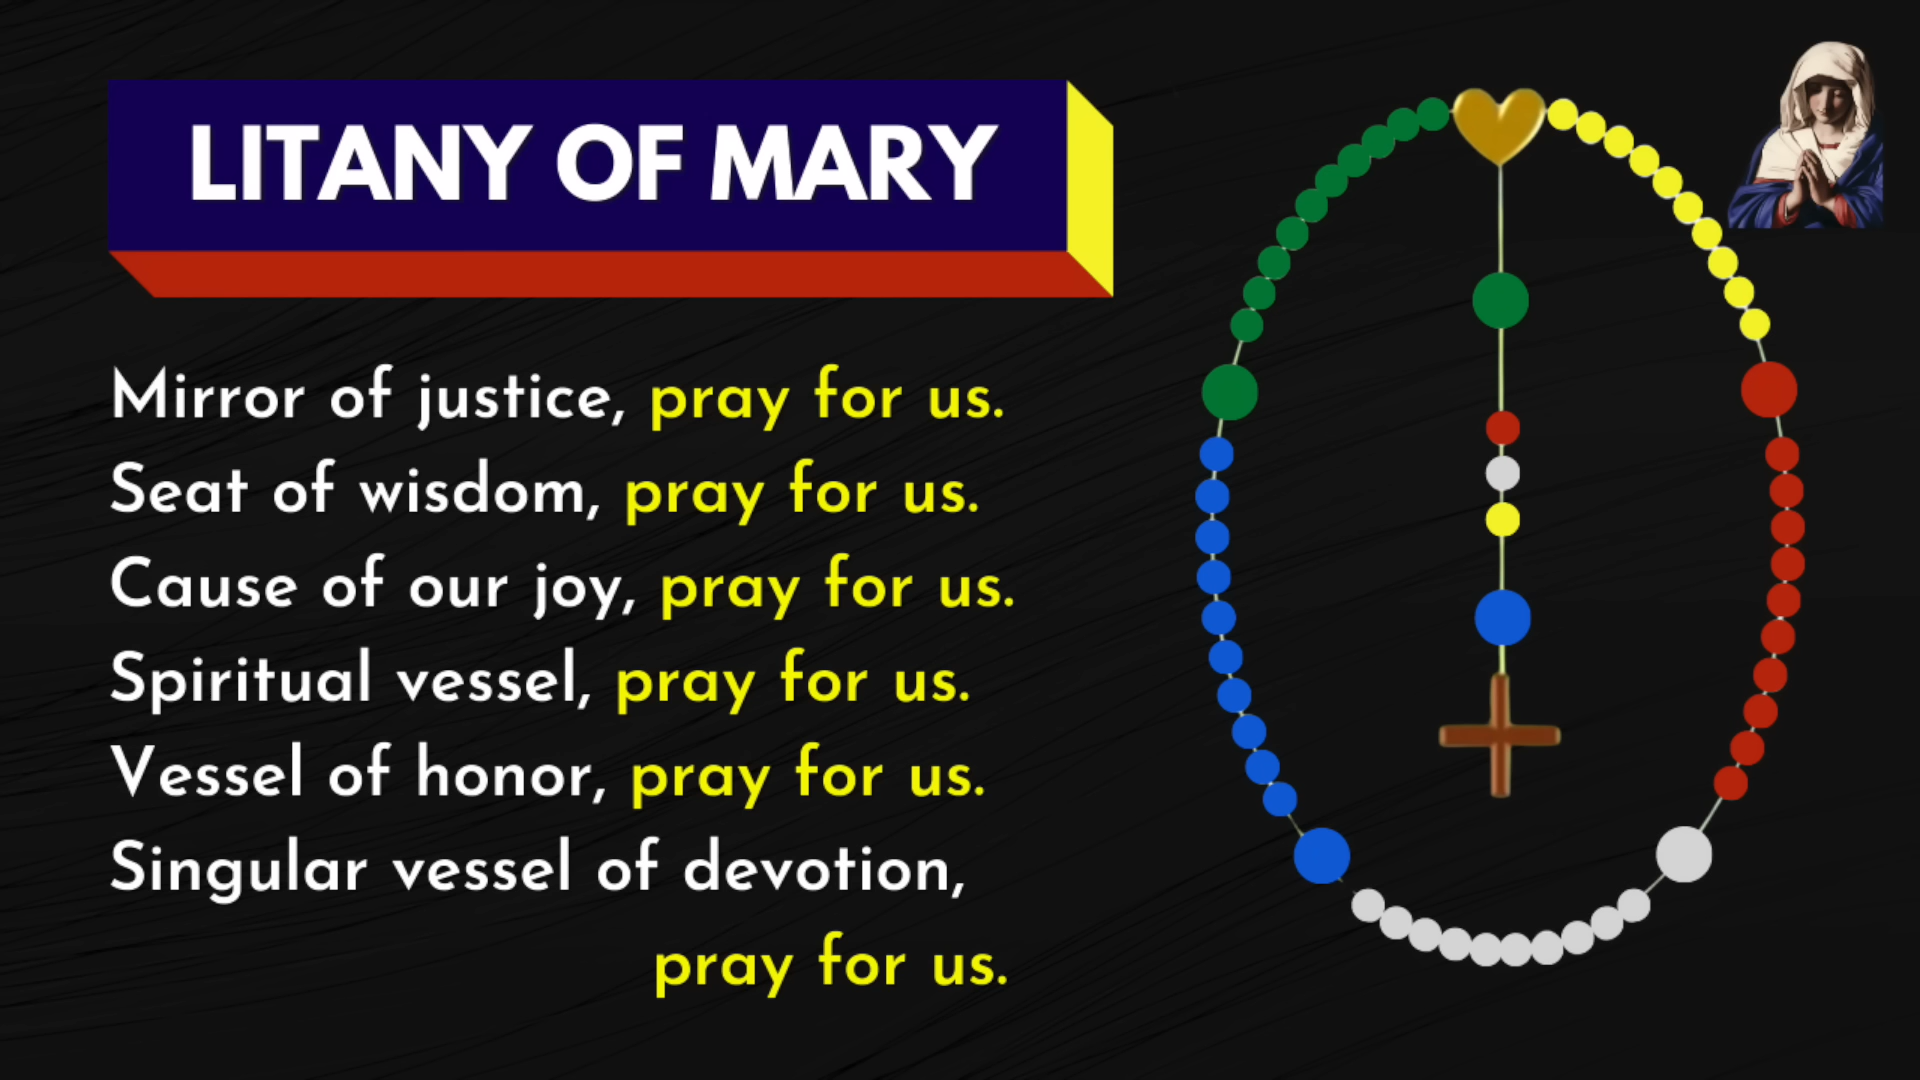 LITANY OF MARY
Mirror of justice, pray for us.
Seat of wisdom, pray for us.
Cause of our joy, pray for us.
Spiritual vessel, pray for us.
Vessel of honor, pray for us.
Singular vessel of devotion,
pray for us.